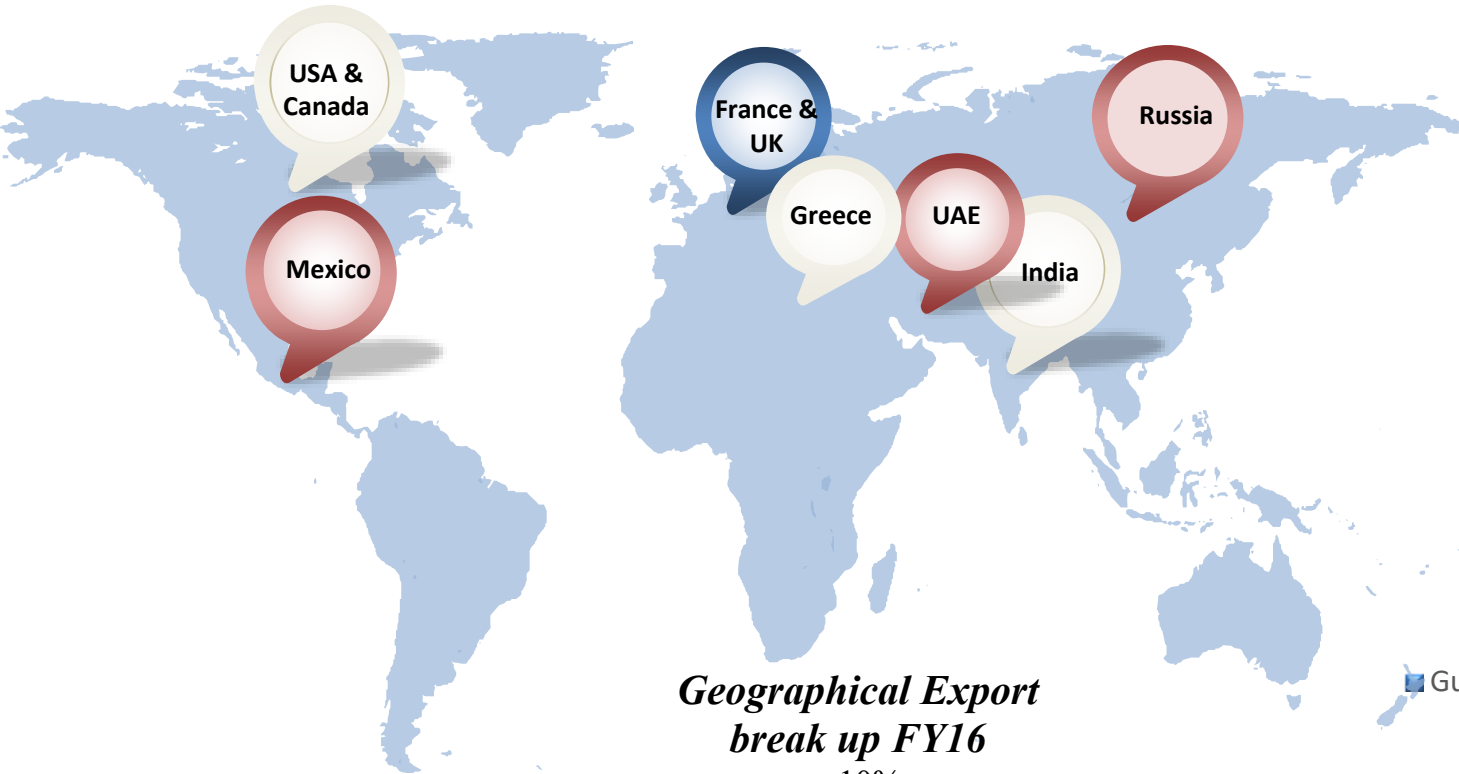 USA &
Canada
France &
UK
Russia
Greece
UAE
Mexico
India
Geographical Export
break up FY16